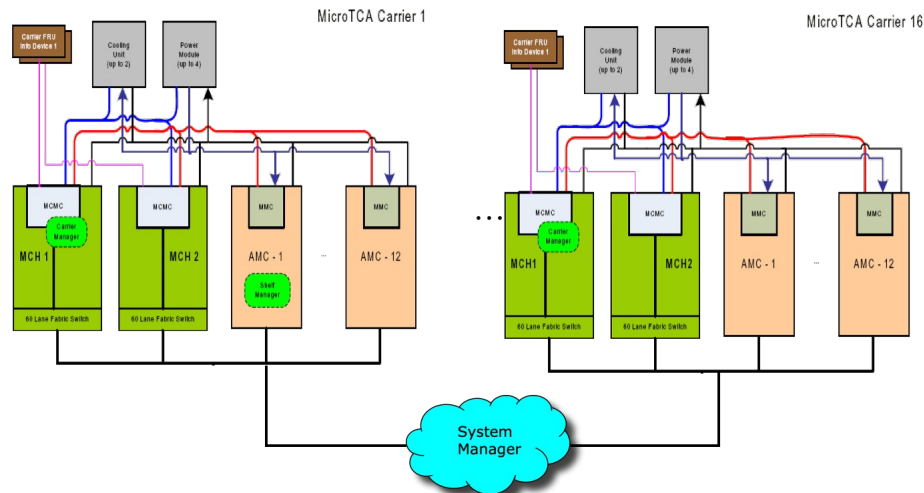 MicroTCA Carrier 1
MicroTCA Carrier 16
Carrier FRU
Info Device 1
Cooling
Unit
(up to 2)
Power
Module
(up to 4)
Carrier FRU
Info Device 1
Cooling
Unit
(up to 2)
Power
Module
(up to 4)
MCMC
Carrier
Manager
MCH 1
60 Lane Fabric Switch
MCMC
MCH 2
60 Lane Fabric Switch
MMC
AMC - 1
Shelf
Manager
...
MMC
AMC - 12
...
MCMC
Carrier
Manager
MCH1
60 Lane Fabric Switch
MCMC
MCH2
60 Lane Fabric Switch
MMC
AMC - 1
...
MMC
AMC - 12
System
Manager